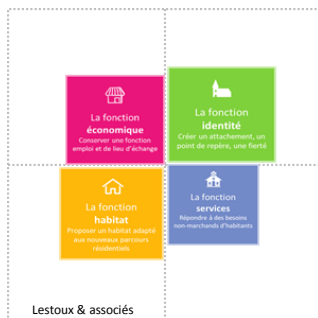 La fonction
économique
Conserver une fonction
emploi et de lieu d'échange
La fonction
identité
Créer un attachement, un
point de repère, une fierté
La fonction
habitat
Proposer un habitat adapté
aux nouveaux parcours
résidentiels
La fonction
services
Répondre à des besoins
non-marchands d'habitants
Lestoux & associés